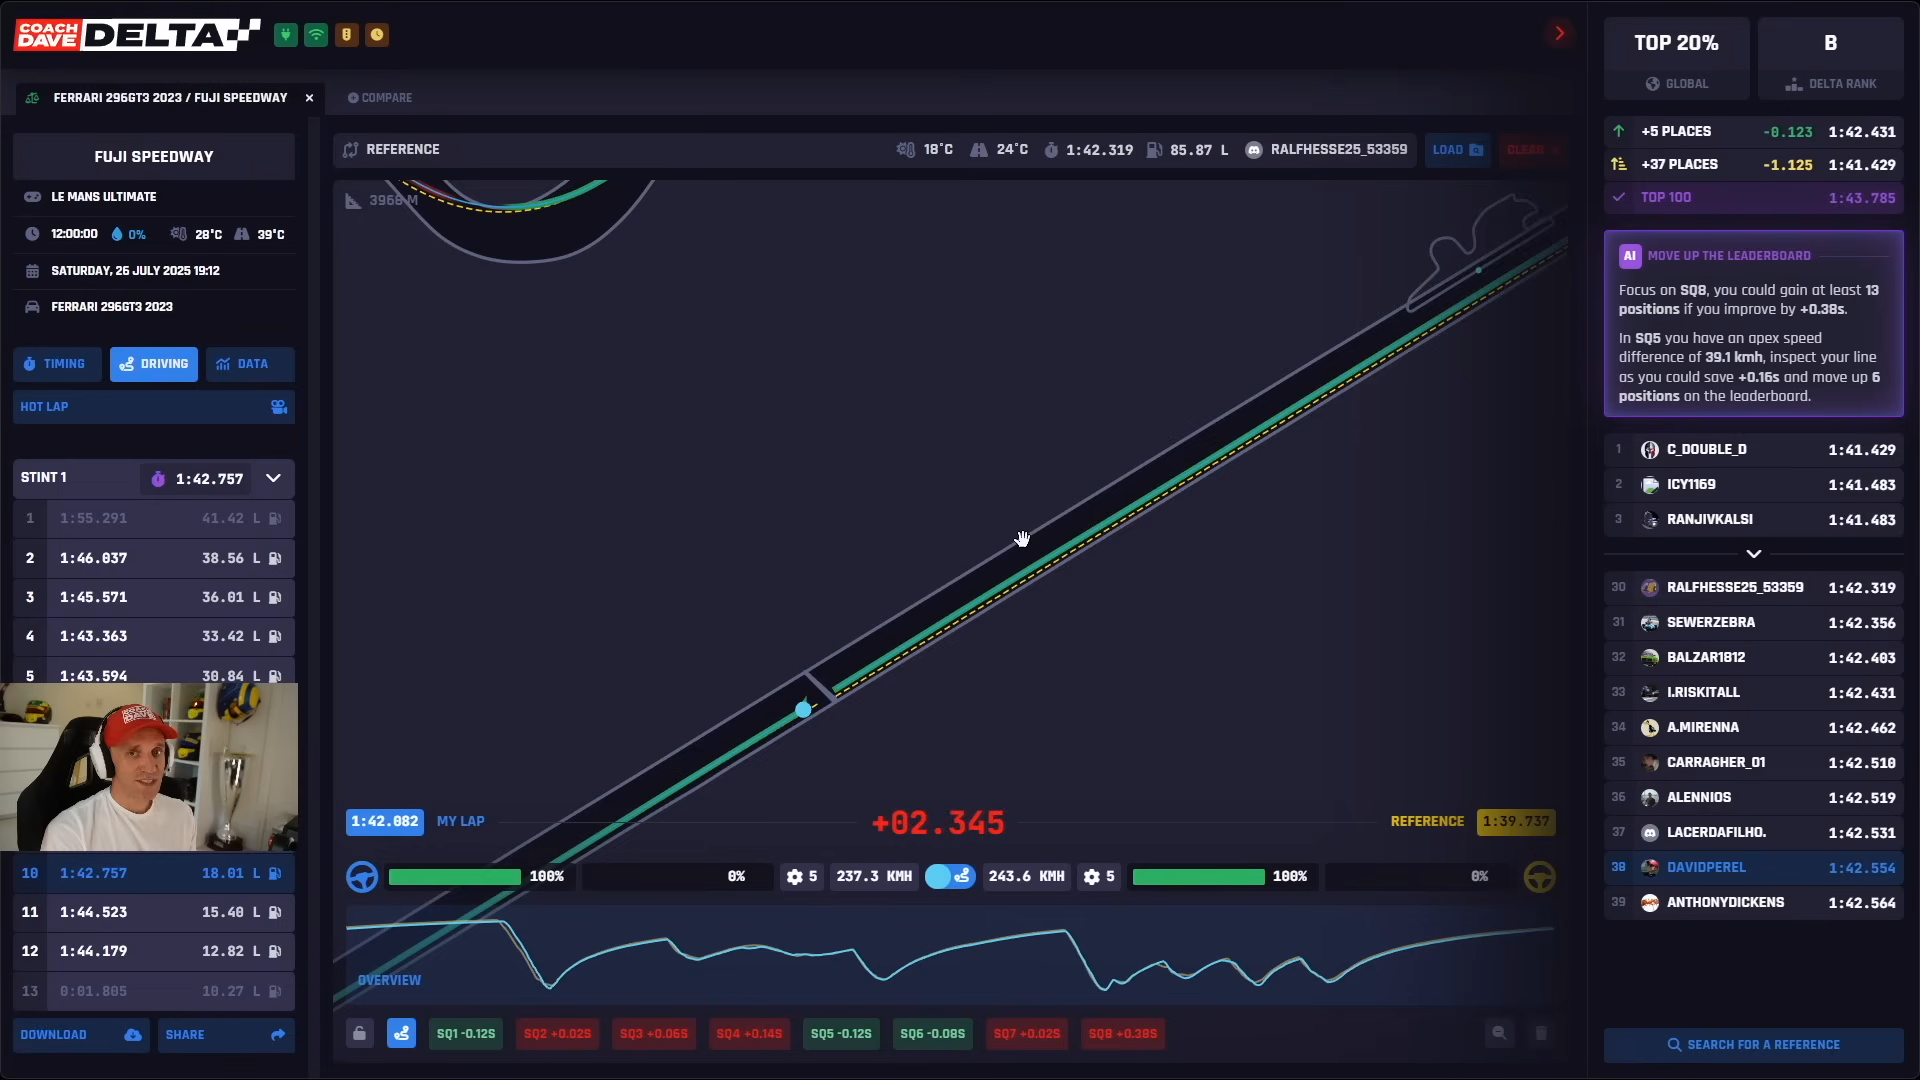 COACH DAVE DELTA
FERRARI 296GT3 2023 / FUJI SPEEDWAY ×
COMPARE
FUJI SPEEDWAY
LE MANS ULTIMATE
12:00:00 0% 28°C 39°C
SATURDAY, 26 JULY 2025 19:12
FERRARI 296GT3 2023
TIMING DRIVING DATA
HOT LAP
STINT 1 1:42.757
1 1:55.291 41.42 L
2 1:46.037 38.56 L
3 1:45.571 36.01 L
4 1:43.363 33.42 L
5 1:43.594 30.84 L
10 1:42.757 18.01 L
11 1:44.523 15.40 L
12 1:44.179 12.82 L
13 0:01.805 10.27 L
DOWNLOAD SHARE
REFERENCE 18°C 24°C 1:42.319 85.87 L RALFHESSE25_53359 LOAD CLEAR
3968 M
1:42.082 MY LAP +02.345 REFERENCE 1:39.737
100% 0% 5 237.3 KMH 243.6 KMH 5 100% 0%
OVERVIEW
SQ1 -0.12S SQ2 +0.02S SQ3 +0.06S SQ4 +0.14S SQ5 -0.12S SQ6 -0.08S SQ7 +0.02S SQ8 +0.38S
TOP 20% B
GLOBAL DELTA RANK
+5 PLACES -0.123 1:42.431
+37 PLACES -1.125 1:41.429
TOP 100 1:43.785
AI MOVE UP THE LEADERBOARD
Focus on SQ8, you could gain at least 13
positions if you improve by +0.38s.
In SQ5 you have an apex speed
difference of 39.1 kmh, inspect your line
as you could save +0.16s and move up 6
positions on the leaderboard.
1 C_DOUBLE_D 1:41.429
2 ICY1169 1:41.483
3 RANJIVKALSI 1:41.483
30 RALFHESSE25_53359 1:42.319
31 SEWERZEBRA 1:42.356
32 BALZAR1812 1:42.403
33 I.RISKITALL 1:42.431
34 A.MIRENNA 1:42.462
35 CARRAGHER_01 1:42.510
36 ALENNIOS 1:42.519
37 LACERDAFILHO. 1:42.531
38 DAVIDPEREL 1:42.554
39 ANTHONYDICKENS 1:42.564
SEARCH FOR A REFERENCE